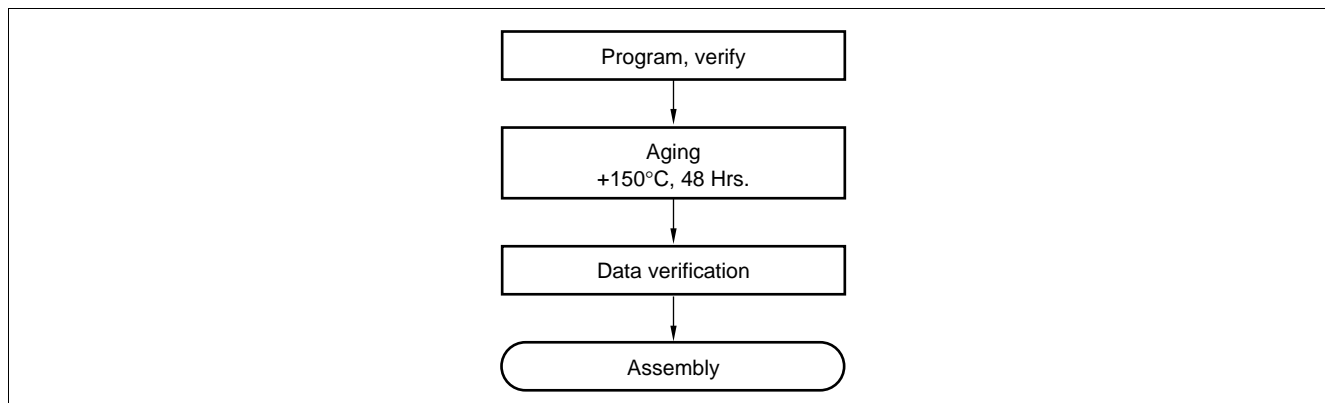 Program, verify
Aging
+150°C, 48 Hrs.
Data verification
Assembly